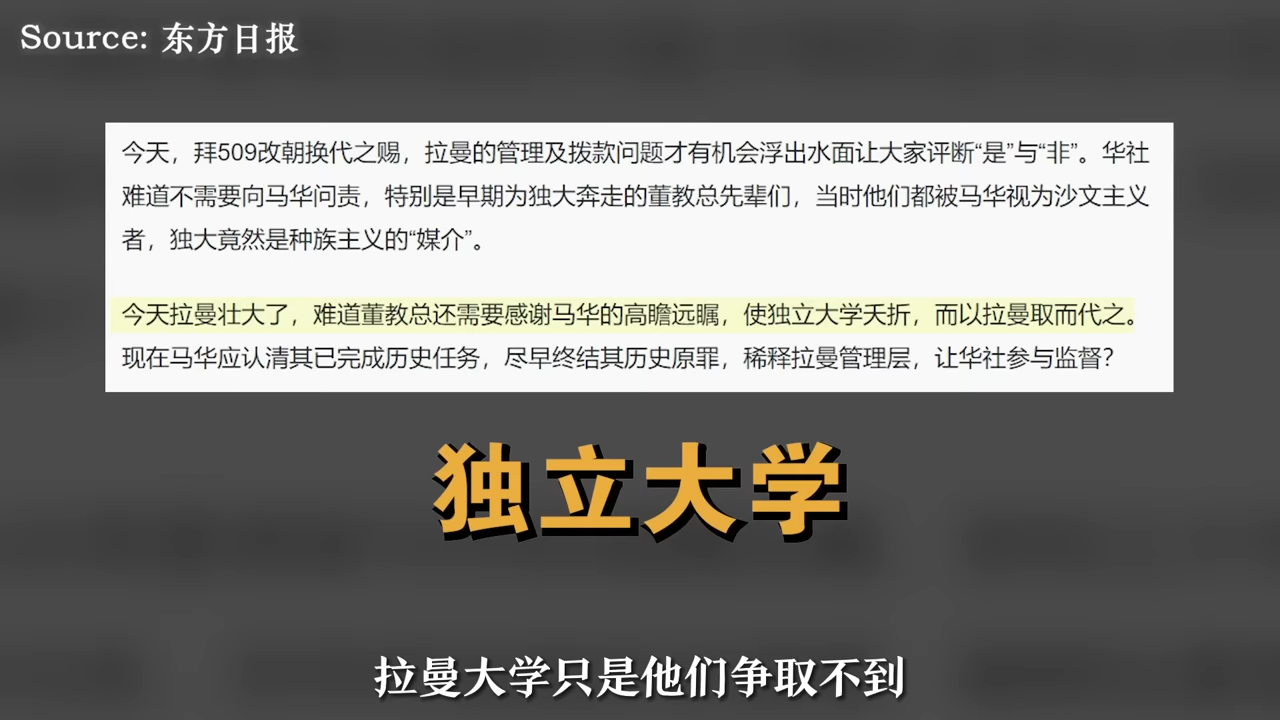 Source: 东方日报
今天，拜509改朝换代之赐，拉曼的管理及拨款问题才有机会浮出水面让大家评断“是”与“非”。华社
难道不需要向马华问责，特别是早期为独大奔走的董教总先辈们，当时他们都被马华视为沙文主义
者，独大竟然是种族主义的“媒介”。
今天拉曼壮大了，难道董教总还需要感谢马华的高瞻远瞩，使独立大学夭折，而以拉曼取而代之。
现在马华应认清其已完成历史任务，尽早终结其历史原罪，稀释拉曼管理层，让华社参与监督？
独立大学
拉曼大学只是他们争取不到